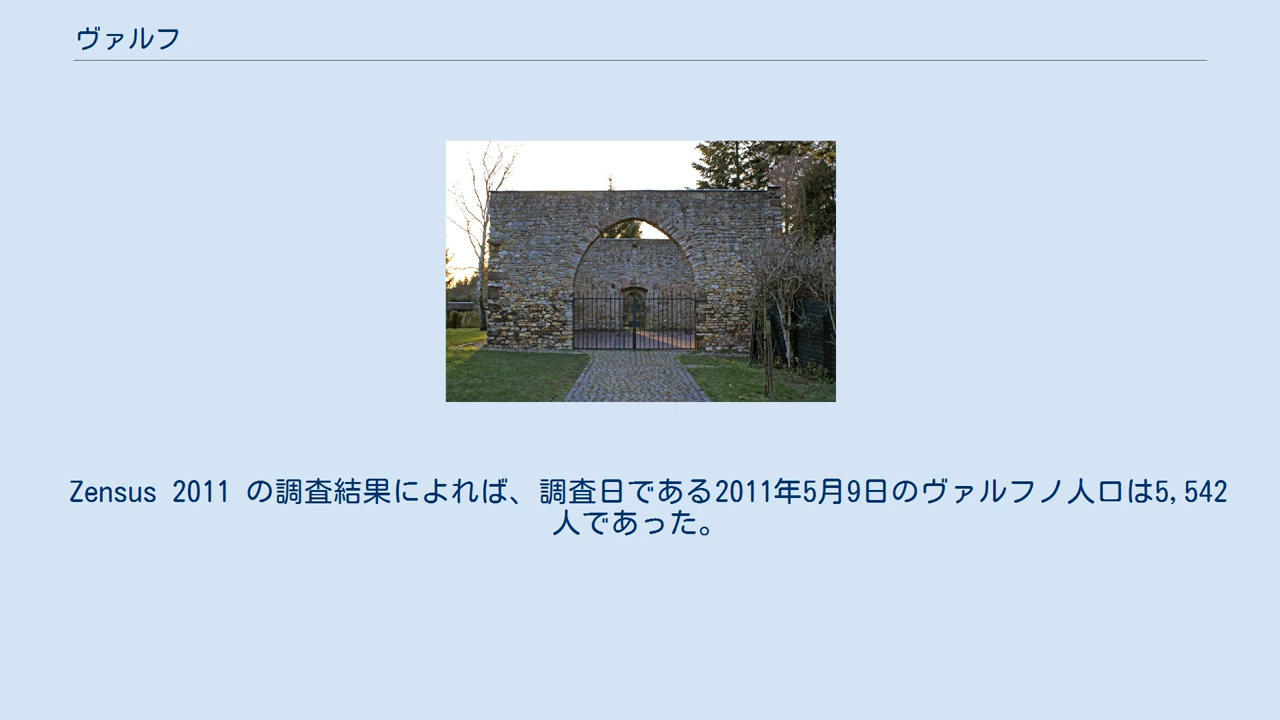 ヴァルフ
Zensus 2011 の調査結果によれば、調査日である2011年5月9日のヴァルフノ人口は5,542
人であった。